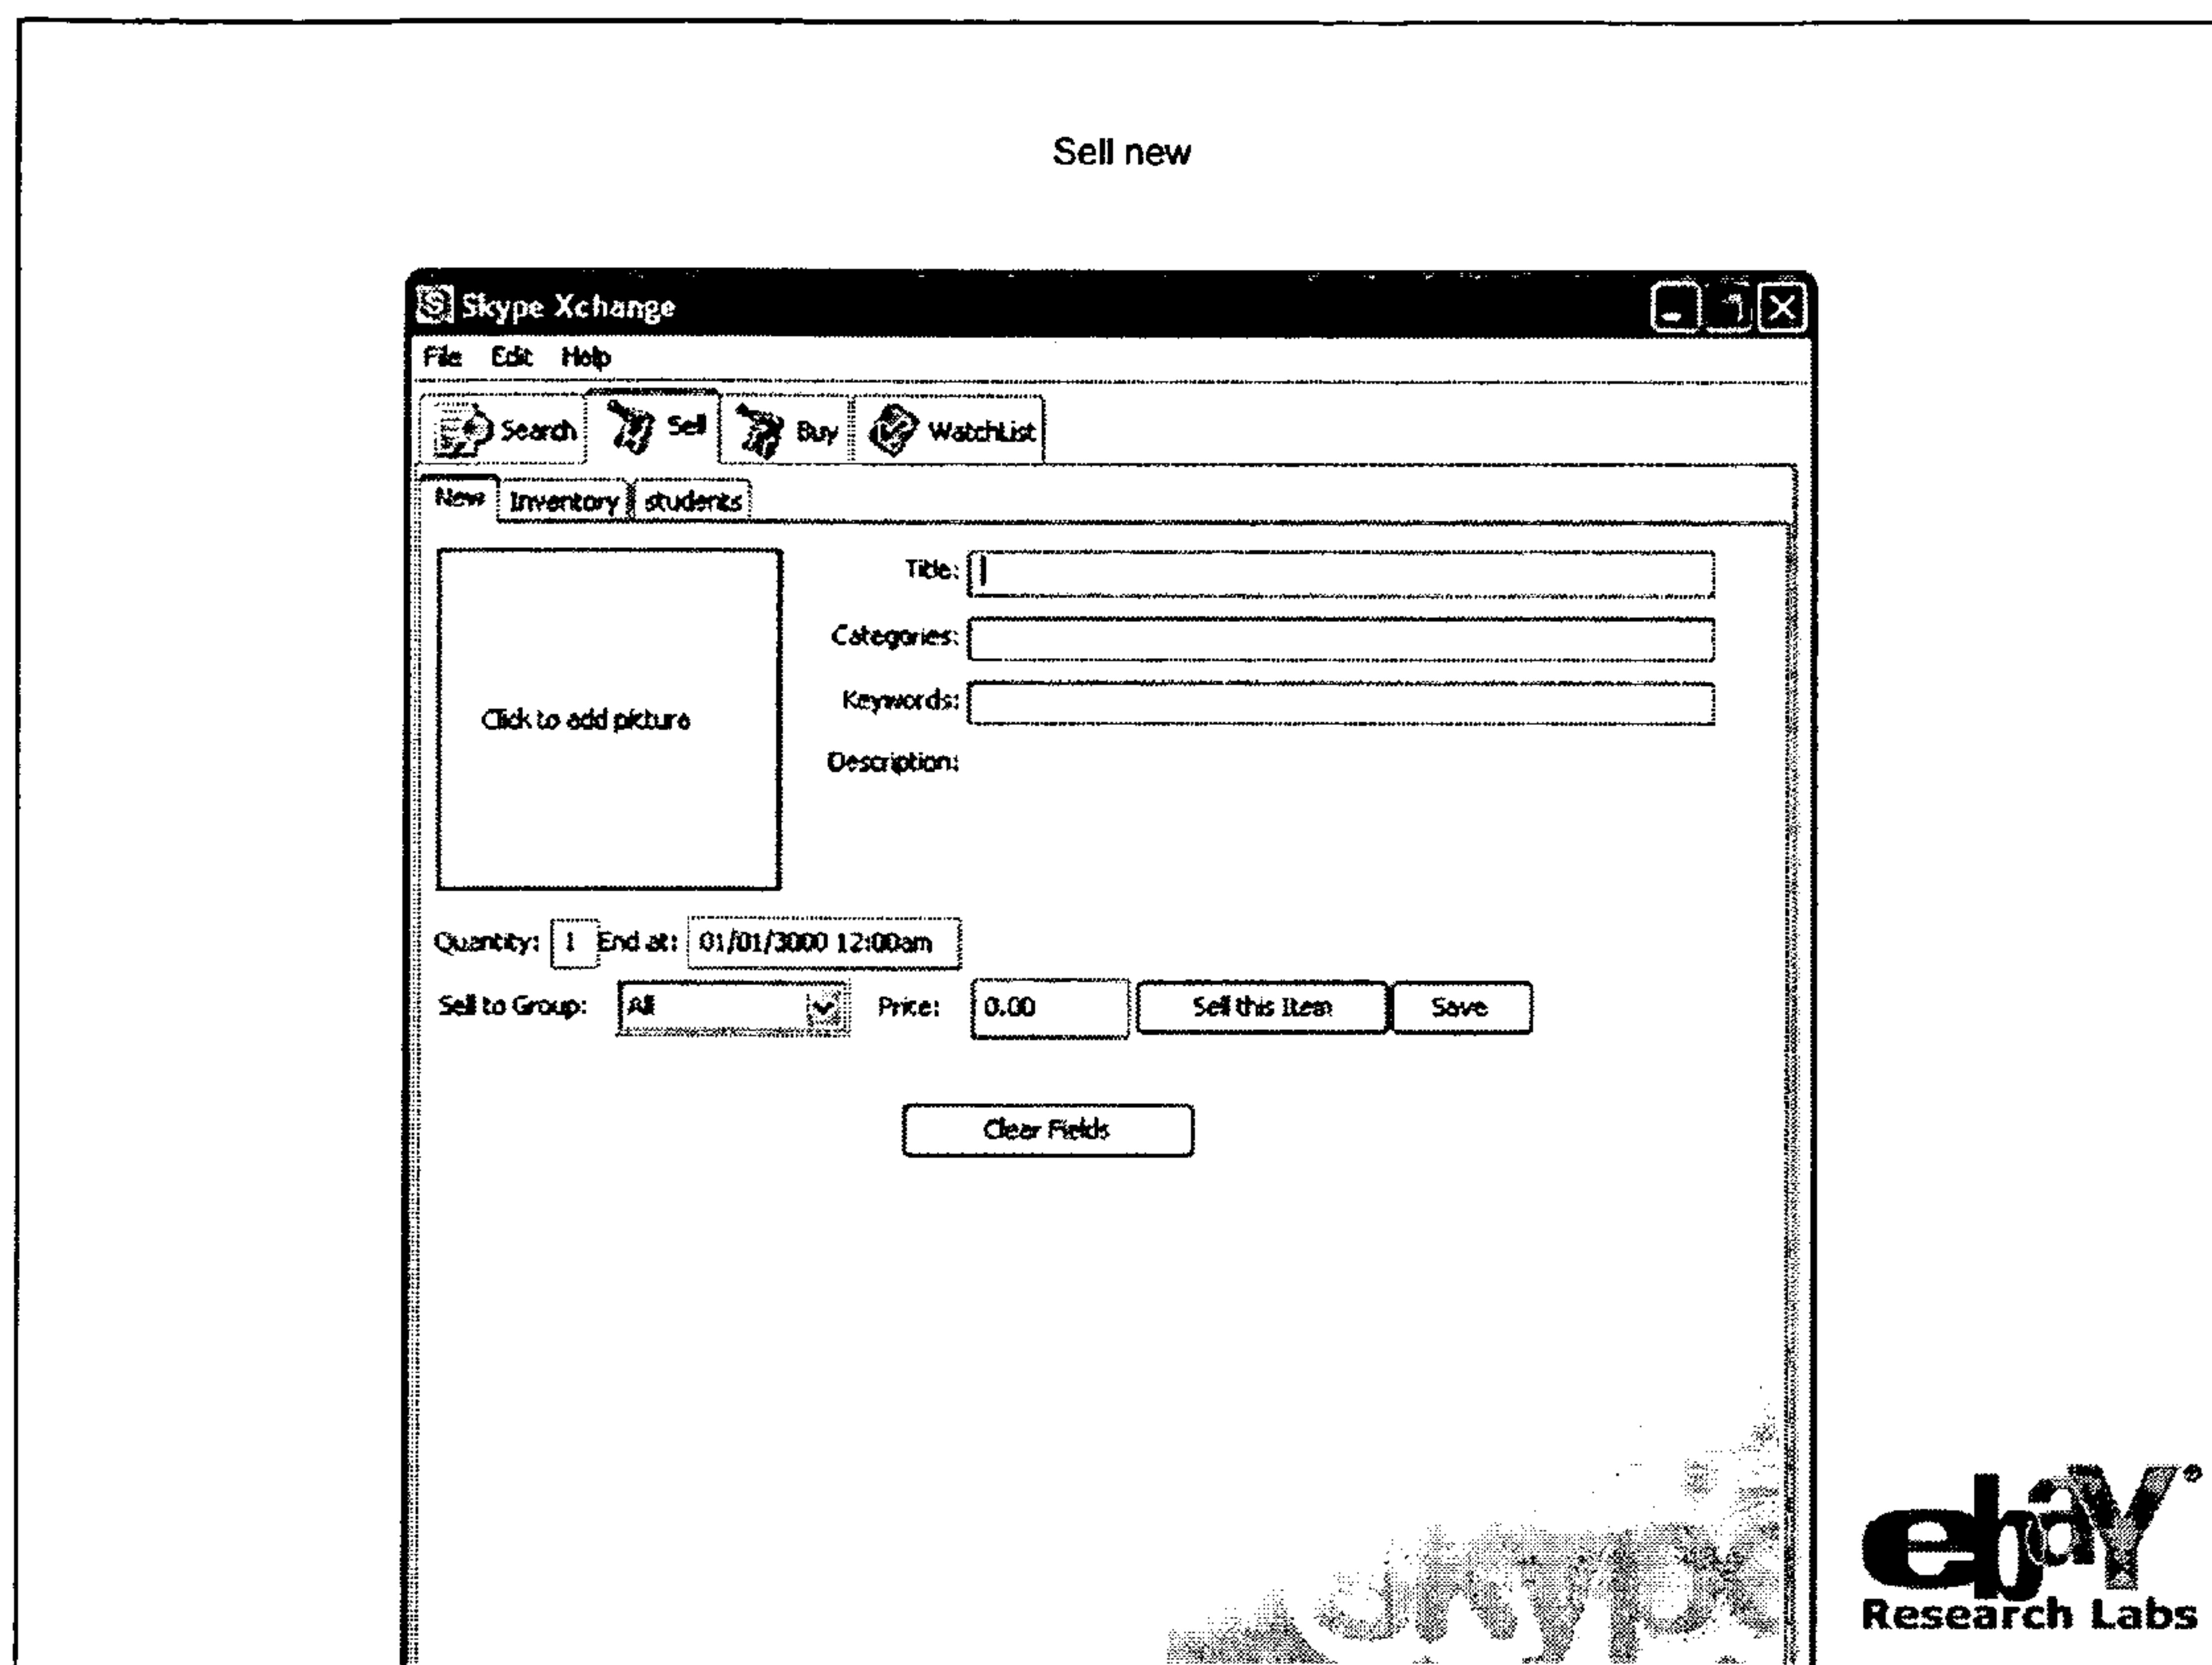 Sell new
Skype Xchange
File Edit Help
Search Sell Buy WatchList
New Inventory students
Title:
Categories:
Keywords:
Click to add picture
Description:
Quantity: 1 End at: 01/01/3000 12:00am
Sell to Group: All Price: 0.00 Sell this Item Save
Clear Fields
skype
ebay®
Research Labs